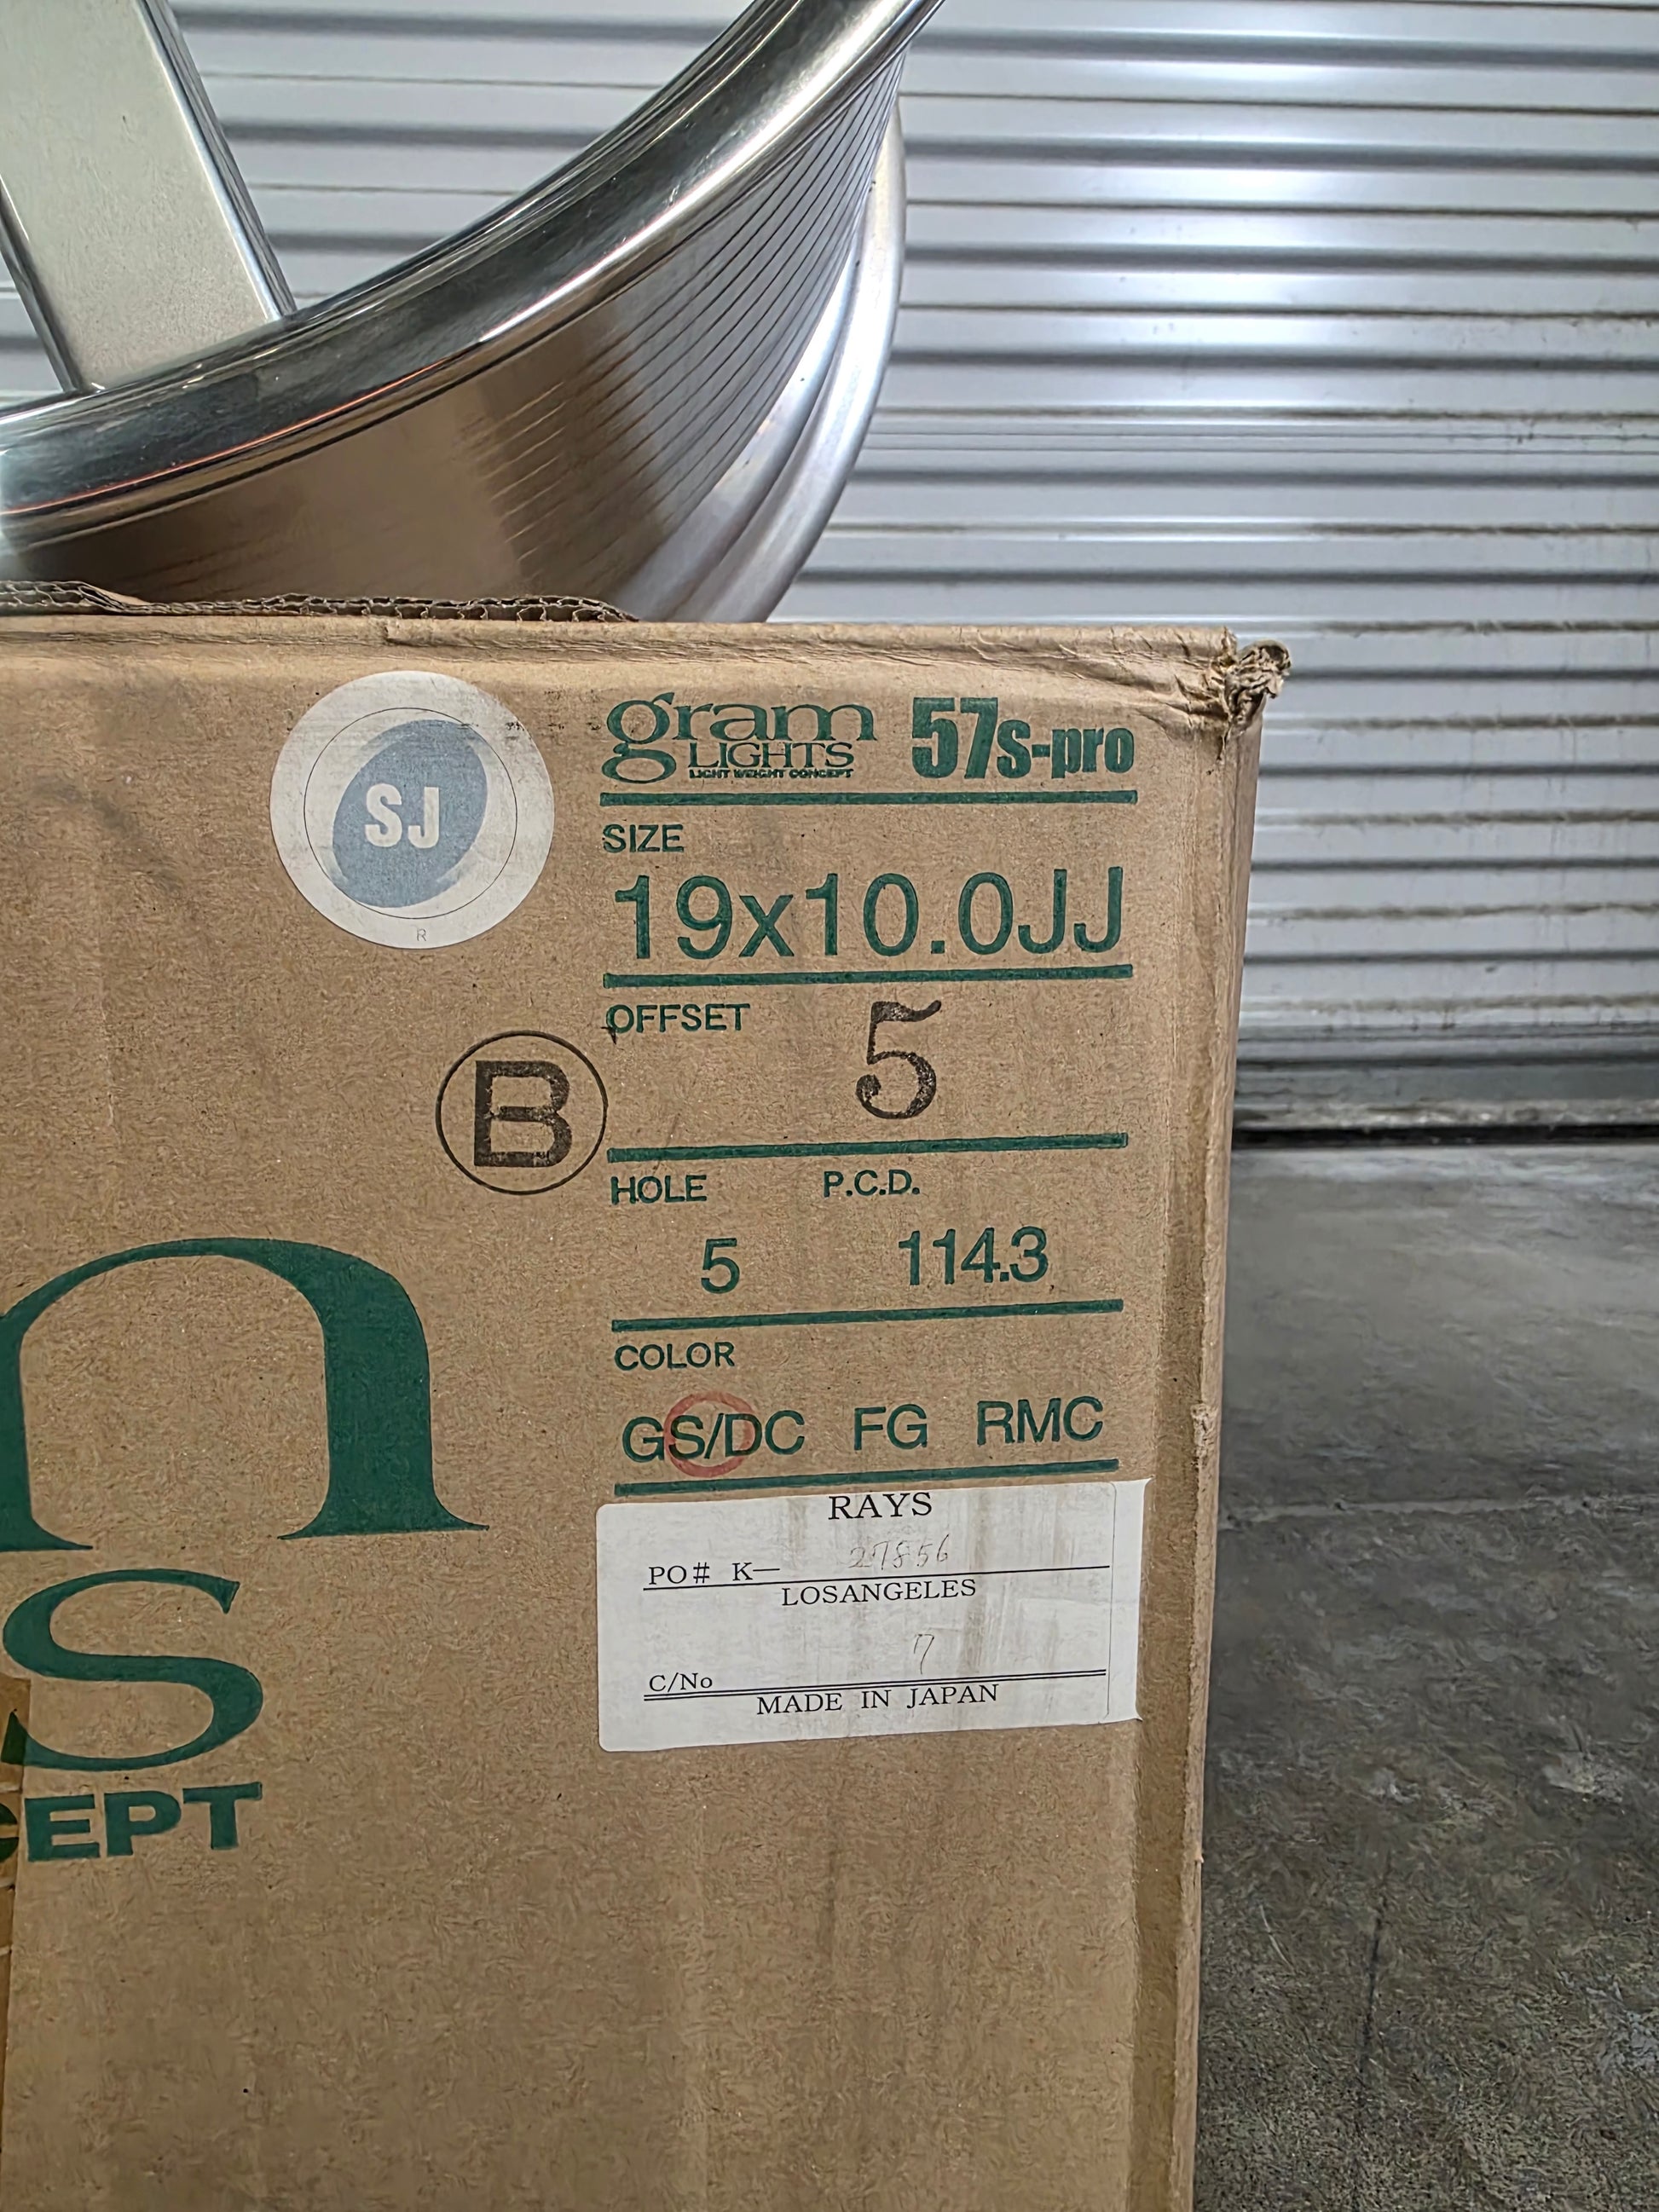 SJ
R
gram
LIGHTS
LIGHT WEIGHT CONCEPT
57s-pro
SIZE
19x10.0JJ
OFFSET
5
B
HOLE P.C.D.
5 114.3
COLOR
GS/DC FG RMC
RAYS
PO# K— 27856
LOSANGELES
C/No 7
MADE IN JAPAN
m
S
CEPT